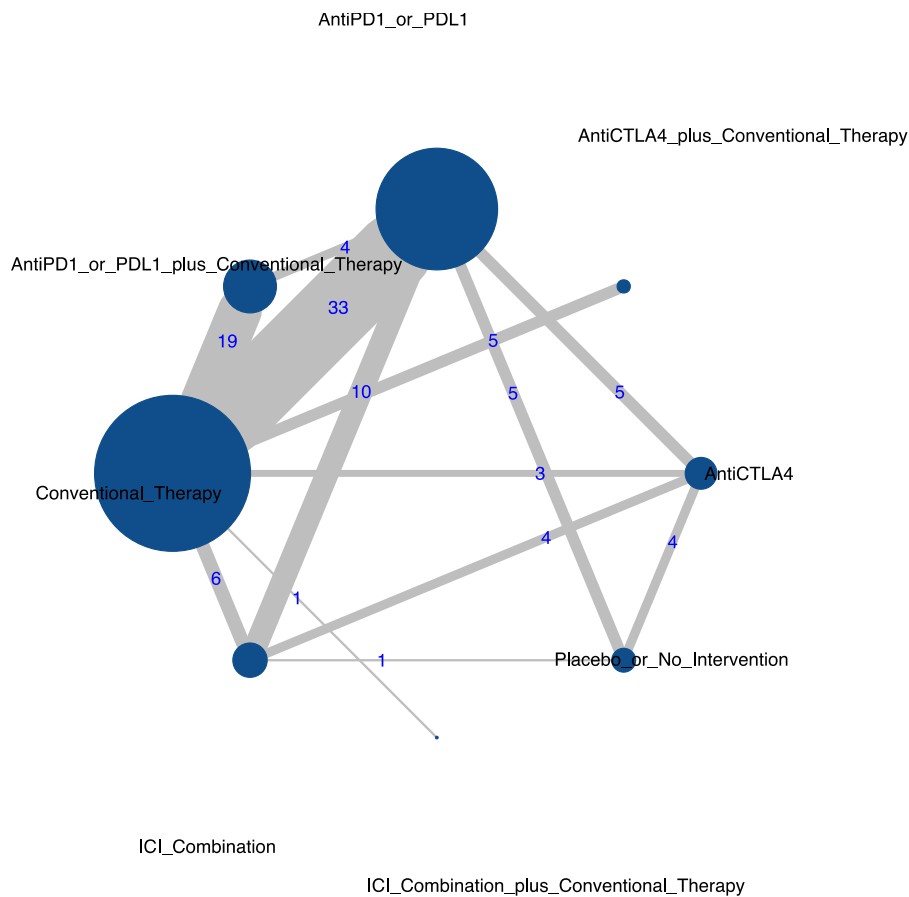 AntiPD1_or_PDL1
AntiCTLA4_plus_Conventional_Therapy
4
AntiPD1_or_PDL1_plus_Conventional_Therapy
33
19
5
10
5
5
3
AntiCTLA4
Conventional_Therapy
4
4
6
1
1
Placebo_or_No_Intervention
ICI_Combination
ICI_Combination_plus_Conventional_Therapy